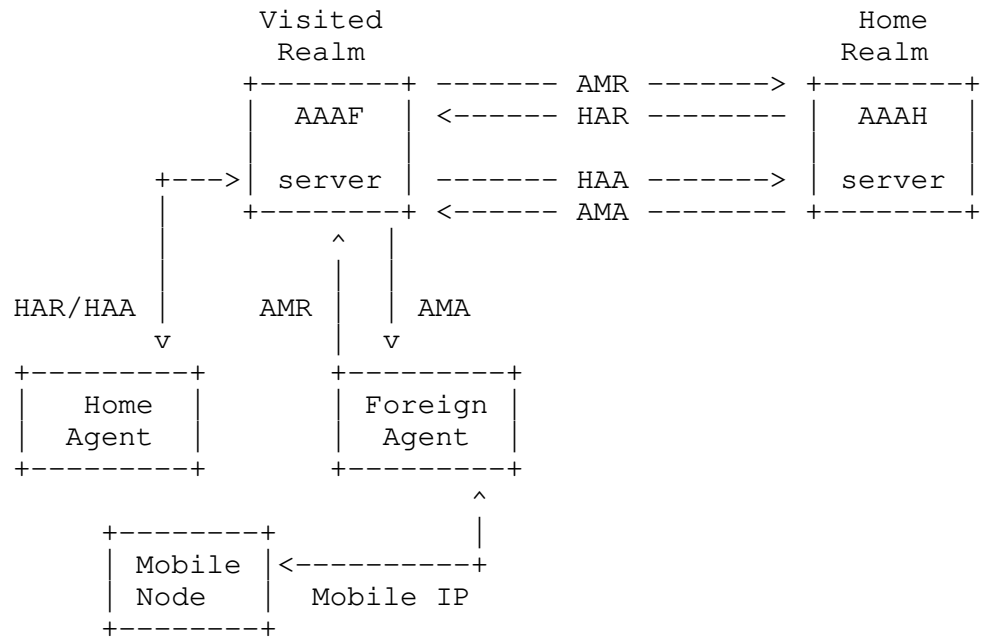 Visited Home
Realm Realm
AMR
AAAF HAR AAAH
server HAA server
AMA
HAR/HAA AMR AMA
v v
Home Foreign
Agent Agent
Mobile
Node Mobile IP